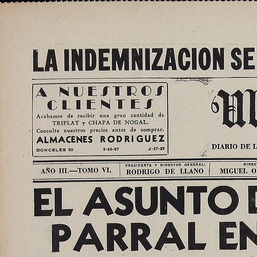 LA INDEMNIZACION SE
A NUESTROS
CLIENTES
Acabamos de recibir una gran cantidad de
TRIPLAY y CHAPA DE NOGAL.
Consulte nuestros precios antes de comprar.
ALMACENES RODRIGUEZ
DONCELES 50
DIARIO DE L
AÑO III.—TOMO VI.
PRESIDENTE Y DIRECTOR GENERAL:
RODRIGO DE LLANO
MIGUEL O
EL ASUNTO D
PARRAL EN